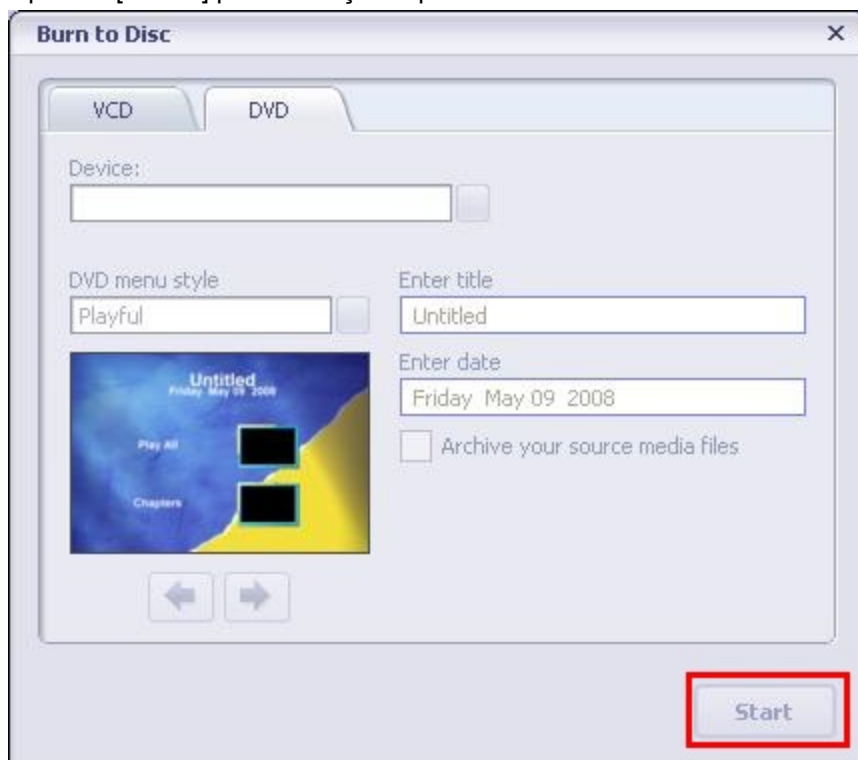 Burn to Disc
VCD DVD
Device:
DVD menu style Enter title
Playful Untitled
Enter date
Untitled
Friday May 09 2008
Friday May 09 2008
Play All
Archive your source media files
Chapters
Start